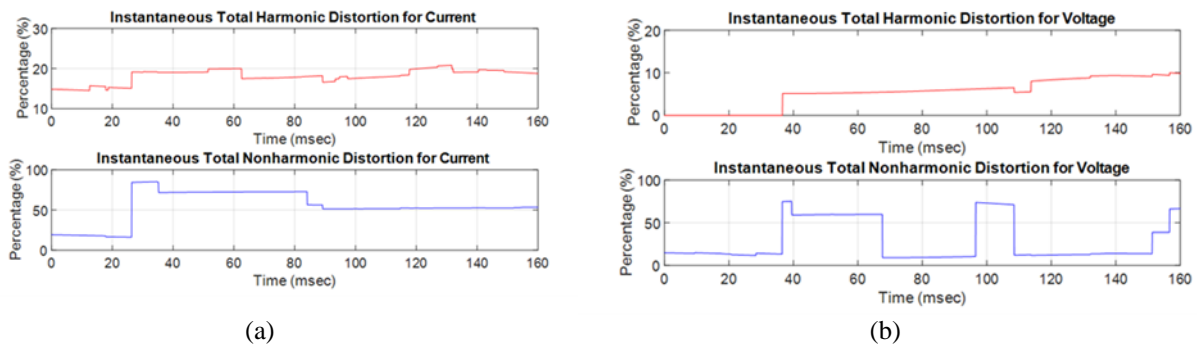 Instantaneous Total Harmonic Distortion for Current
Percentage (%)
30
20
10
0 20 40 60 80 100 120 140 160
Time (msec)
Instantaneous Total Nonharmonic Distortion for Current
Percentage (%)
100
50
0
0 20 40 60 80 100 120 140 160
Time (msec)
(a)
Instantaneous Total Harmonic Distortion for Voltage
Percentage (%)
20
10
0
0 20 40 60 80 100 120 140 160
Time (msec)
Instantaneous Total Nonharmonic Distortion for Voltage
Percentage (%)
100
50
0
0 20 40 60 80 100 120 140 160
Time (msec)
(b)